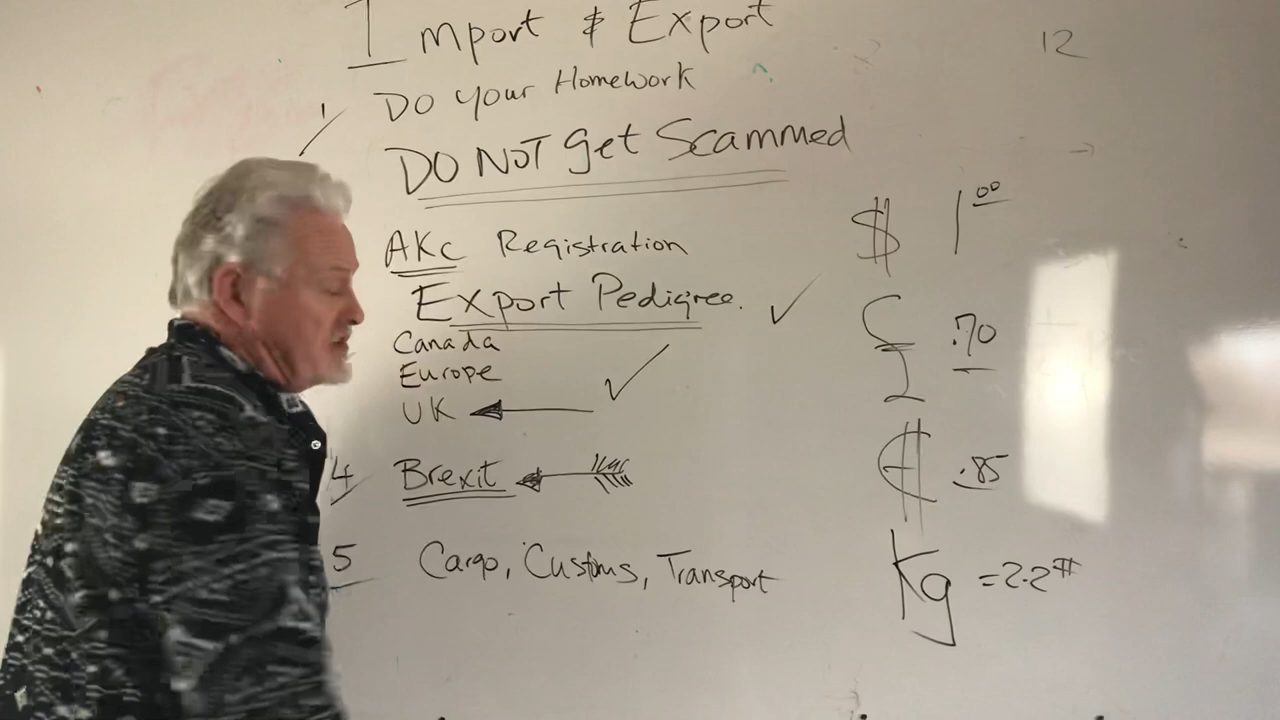 Import & Export
12
1 Do your Homework
DO NOT get Scammed
AKC Registration
Export Pedigree.
Canada
Europe
UK
4 Brexit
5 Cargo, Customs, Transport
$ 1.00
£ .70
€ .85
Kg = 2.2#